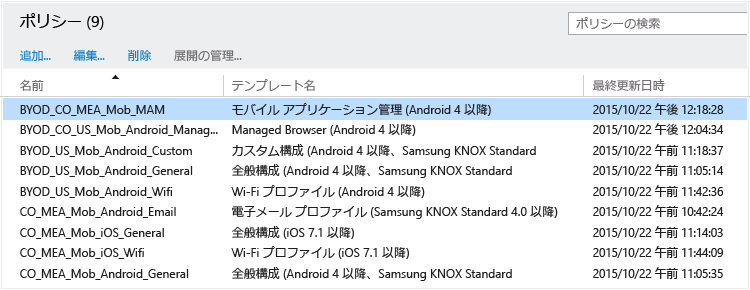 ポリシー (9)
ポリシーの検索
追加... 編集... 削除 展開の管理...
名前 テンプレート名 最終更新日時
BYOD_CO_MEA_Mob_MAM モバイル アプリケーション管理 (Android 4 以降) 2015/10/22 午後 12:18:28
BYOD_CO_US_Mob_Android_Manag... Managed Browser (Android 4 以降) 2015/10/22 午後 12:04:34
BYOD_US_Mob_Android_Custom カスタム構成 (Android 4 以降、Samsung KNOX Standard 2015/10/22 午前 11:18:37
BYOD_US_Mob_Android_General 全般構成 (Android 4 以降、Samsung KNOX Standard 2015/10/22 午前 11:05:14
BYOD_US_Mob_Android_Wifi Wi-Fi プロファイル (Android 4 以降) 2015/10/22 午前 11:42:36
CO_MEA_Mob_Android_Email 電子メール プロファイル (Samsung KNOX Standard 4.0 以降) 2015/10/22 午前 10:42:24
CO_MEA_Mob_iOS_General 全般構成 (iOS 7.1 以降) 2015/10/22 午前 11:14:03
CO_MEA_Mob_iOS_Wifi Wi-Fi プロファイル (iOS 7.1 以降) 2015/10/22 午前 11:44:09
CO_MEA_Mob_Android_General 全般構成 (Android 4 以降、Samsung KNOX Standard 2015/10/22 午前 11:05:35